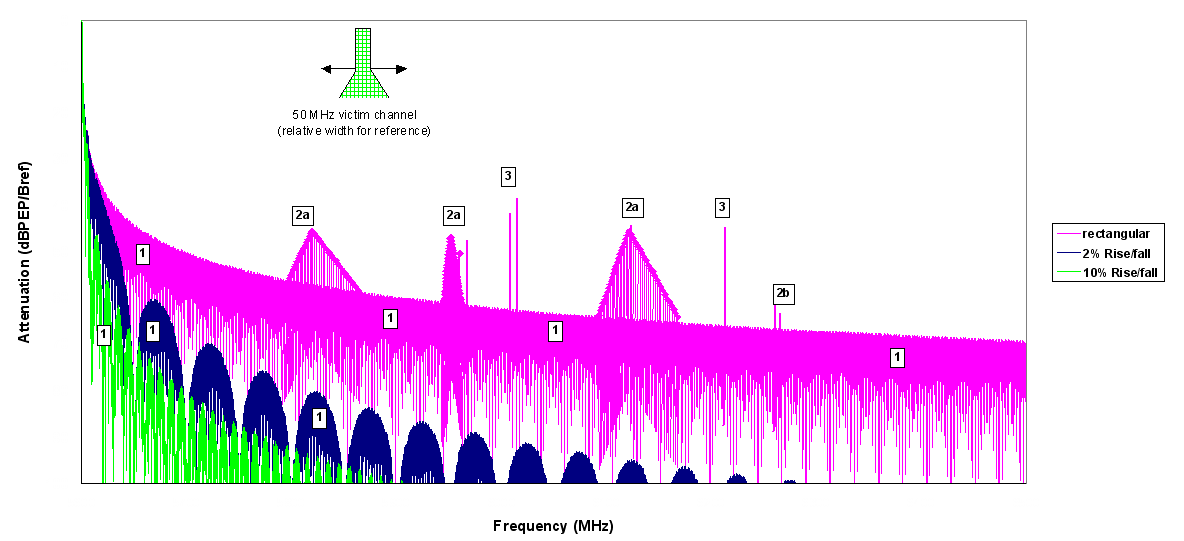 50 MHz victim channel
(relative width for reference)
3
2a
2a
2a
3
1
2b
1
1
1
1
1
1
Attenuation (dBPEP/Bref)
Frequency (MHz)
rectangular
2% Rise/fall
10% Rise/fall